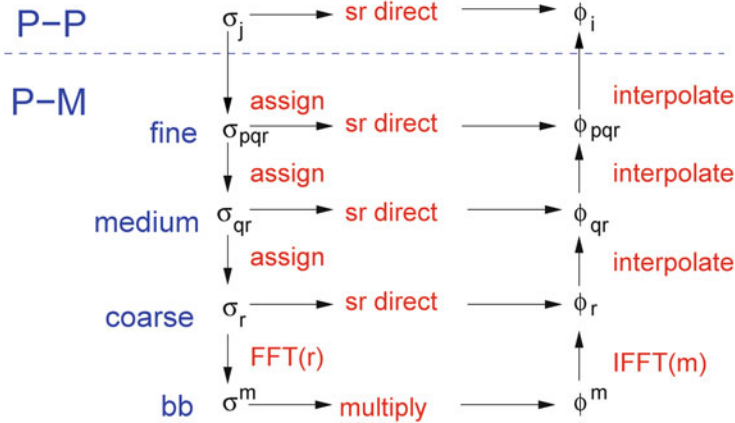 P−P σj sr direct ϕi
P−M
assign interpolate
fine σpqr sr direct ϕpqr
assign interpolate
medium σqr sr direct ϕqr
assign interpolate
coarse σr sr direct ϕr
FFT(r) IFFT(m)
bb σm multiply ϕm